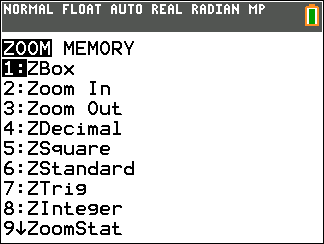 NORMAL FLOAT AUTO REAL RADIAN MP
ZOOM MEMORY
1:ZBox
2:Zoom In
3:Zoom Out
4:ZDecimal
5:ZSquare
6:ZStandard
7:ZTrig
8:ZInteger
9↓ZoomStat